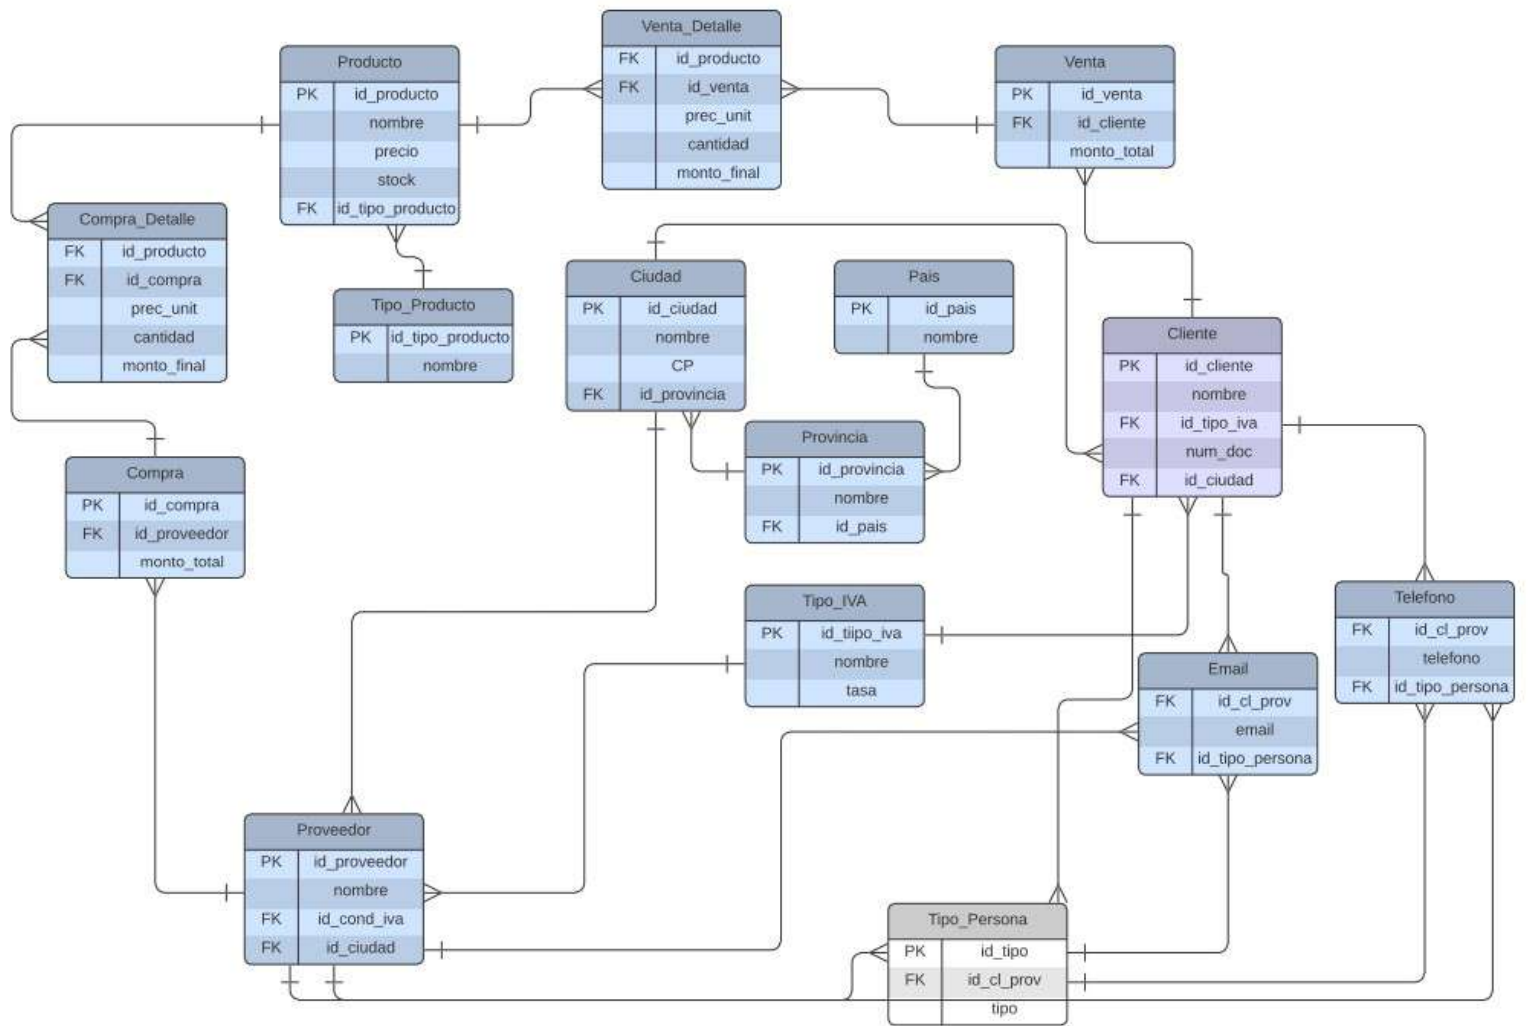 Venta_Detalle
FK id_producto
FK id_venta
prec_unit
cantidad
monto_final
Producto
PK id_producto
nombre
precio
stock
FK id_tipo_producto
Venta
PK id_venta
FK id_cliente
monto_total
Compra_Detalle
FK id_producto
FK id_compra
prec_unit
cantidad
monto_final
Tipo_Producto
PK id_tipo_producto
nombre
Ciudad
PK id_ciudad
nombre
CP
FK id_provincia
Pais
PK id_pais
nombre
Cliente
PK id_cliente
nombre
FK id_tipo_iva
num_doc
FK id_ciudad
Provincia
PK id_provincia
nombre
FK id_pais
Compra
PK id_compra
FK id_proveedor
monto_total
Tipo_IVA
PK id_tiipo_iva
nombre
tasa
Telefono
FK id_cl_prov
telefono
FK id_tipo_persona
Email
FK id_cl_prov
email
FK id_tipo_persona
Proveedor
PK id_proveedor
nombre
FK id_cond_iva
FK id_ciudad
Tipo_Persona
PK id_tipo
FK id_cl_prov
tipo